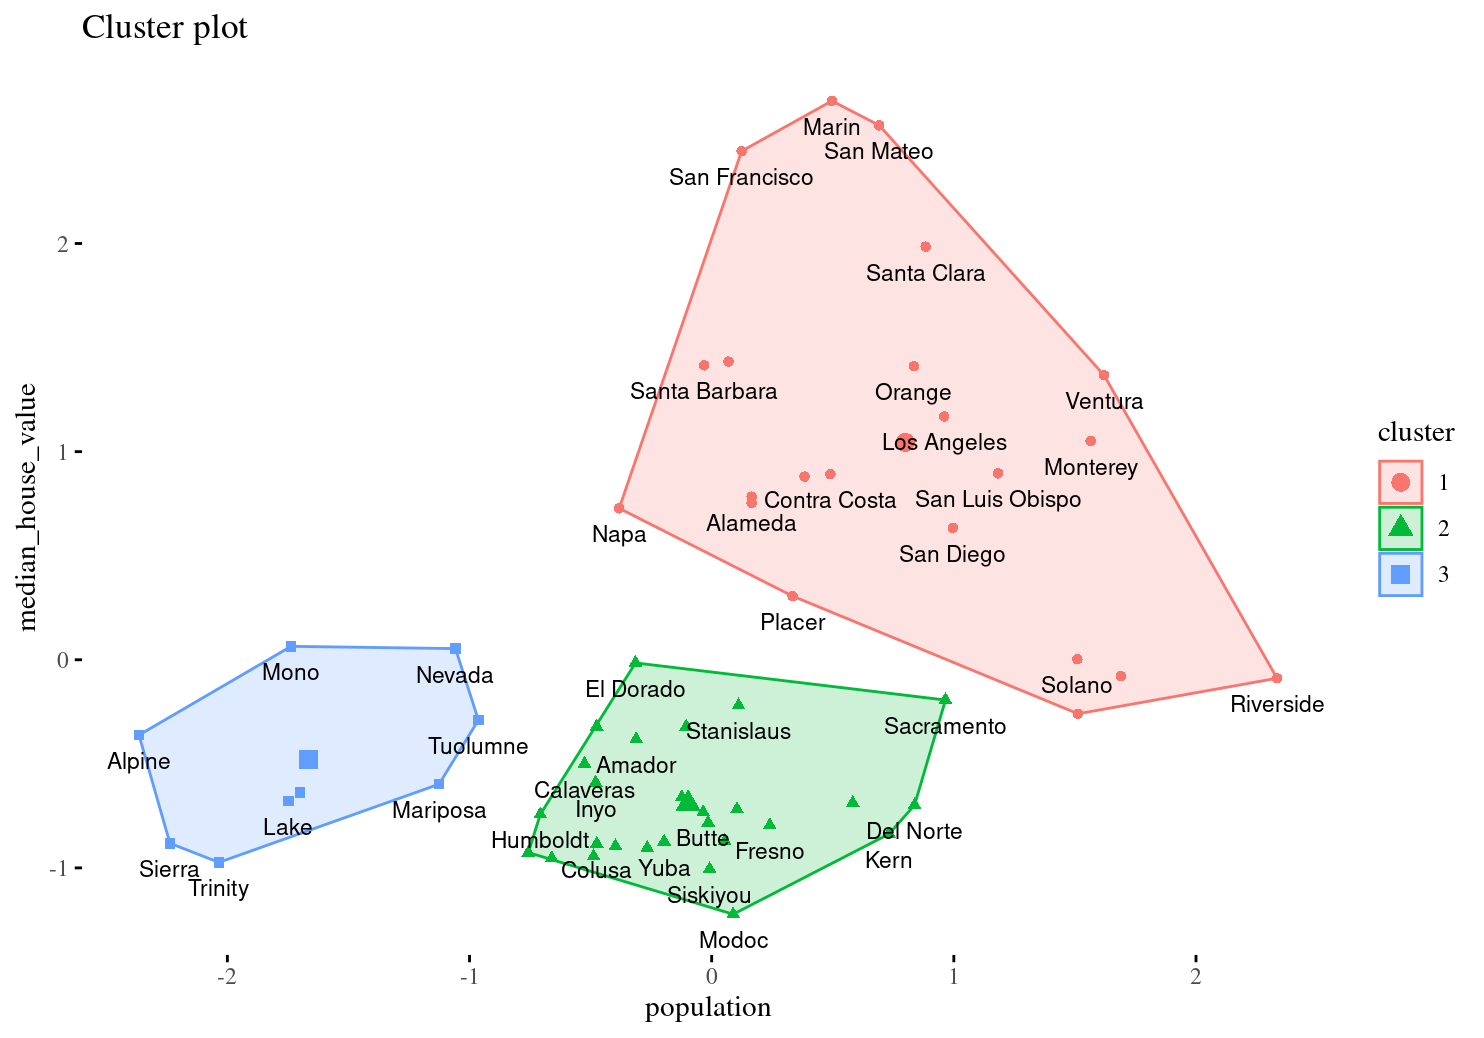 Cluster plot
Marin
San Mateo
San Francisco
2
Santa Clara
Santa Barbara
Orange
Ventura
median_house_value
cluster
1
Los Angeles
Monterey
1
Contra Costa
San Luis Obispo
Alameda
Napa
2
San Diego
3
Placer
0
Mono
Nevada
El Dorado
Solano
Riverside
Stanislaus
Sacramento
Tuolumne
Alpine
Amador
Calaveras
Mariposa
Inyo
Lake
Humboldt
Butte
Del Norte
Fresno
Kern
-1
Sierra
Colusa
Yuba
Trinity
Siskiyou
Modoc
-2
-1
0
1
2
population